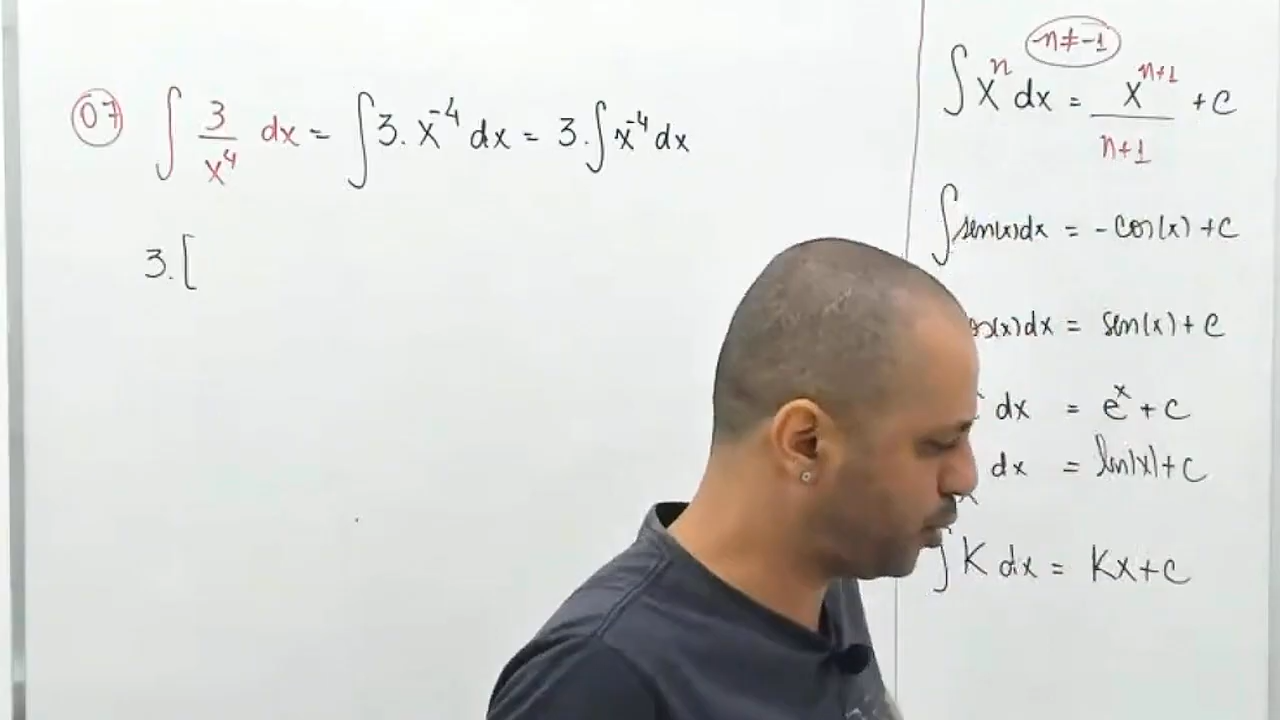 07 ∫ 3/x⁴ dx = ∫3.x⁻⁴ dx = 3.∫x⁻⁴ dx
3.[
n≠-1
∫xⁿ dx = xⁿ⁺¹/n+1 + c
∫sen(x)dx = -cos(x)+c
os(x)dx = sen(x)+c
dx = eˣ+c
dx = ln|x|+c
∫K dx = Kx+c